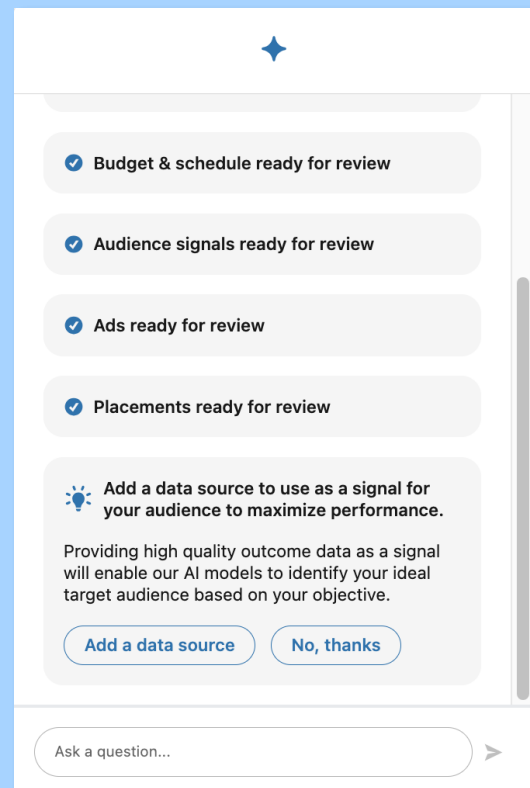 Budget & schedule ready for review
Audience signals ready for review
Ads ready for review
Placements ready for review
Add a data source to use as a signal for
your audience to maximize performance.
Providing high quality outcome data as a signal
will enable our AI models to identify your ideal
target audience based on your objective.
Add a data source
No, thanks
Ask a question...